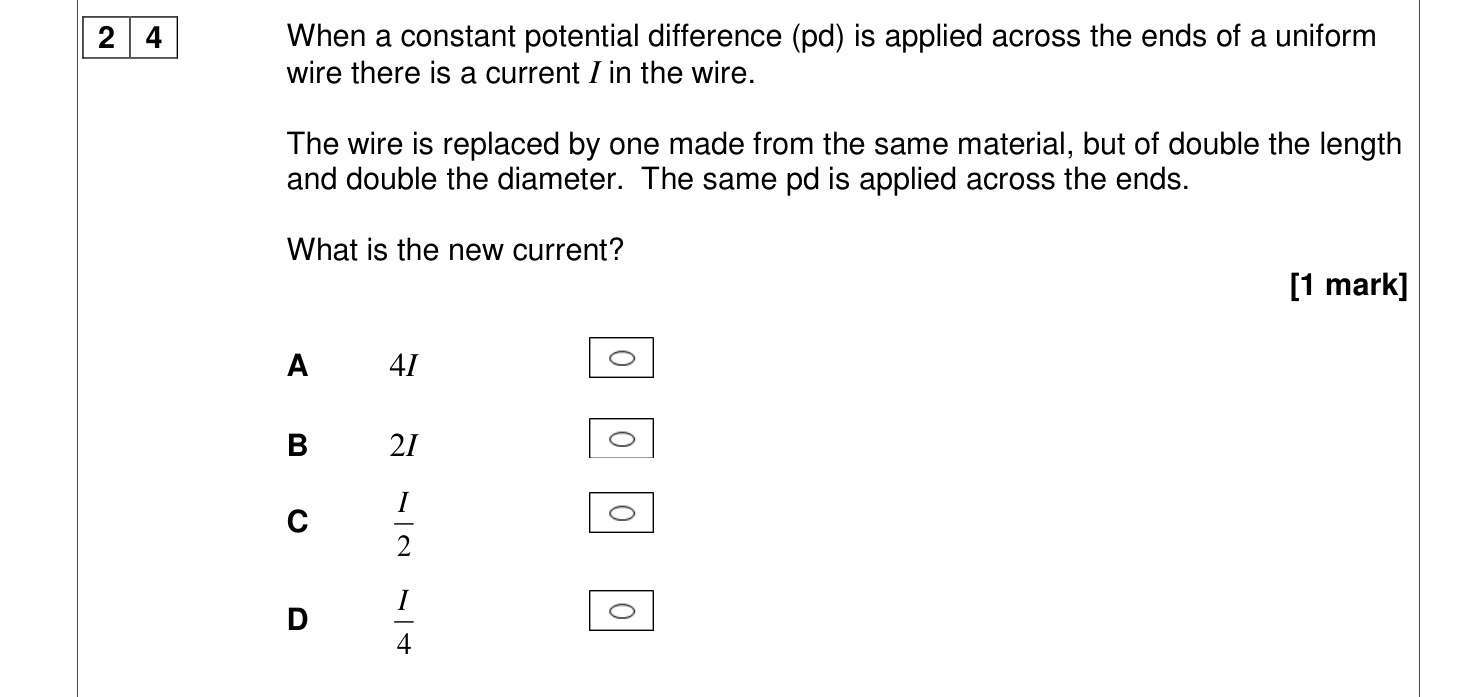 2 4 When a constant potential difference (pd) is applied across the ends of a uniform
wire there is a current I in the wire.
The wire is replaced by one made from the same material, but of double the length
and double the diameter. The same pd is applied across the ends.
What is the new current?
[1 mark]
A 4I
B 2I
C I/2
D I/4